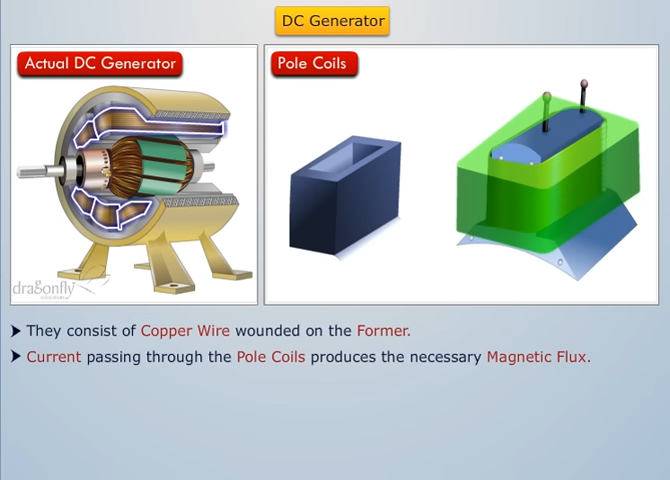 DC Generator
Actual DC Generator
Pole Coils
dragonfly
education
They consist of Copper Wire wounded on the Former.
Current passing through the Pole Coils produces the necessary Magnetic Flux.